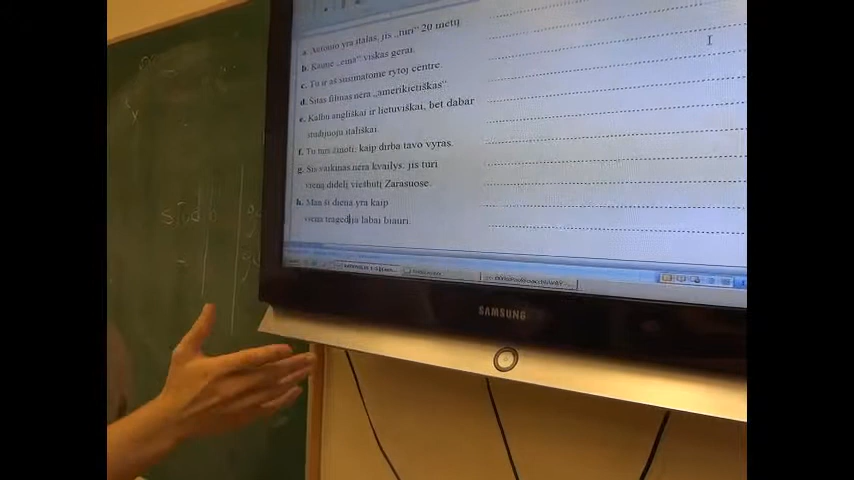 a. Antonio yra italas, jis „turi" 20 metų.
b. Kaune „eina" viskas gerai.
c. Tu ir aš susimatome rytoj centre.
d. Šitas filmas nėra „amerikietiškas".
e. Kalbu angliškai ir lietuviškai, bet dabar
studijuoju itališkai.
f. Tu turi žinoti, kaip dirba tavo vyras.
g. Šis vaikinas nėra kvailys, jis turi
vieną didelį viešbutį Zarasuose.
h. Man ši diena yra kaip
viena tragedija labai biauri.
SAMSUNG